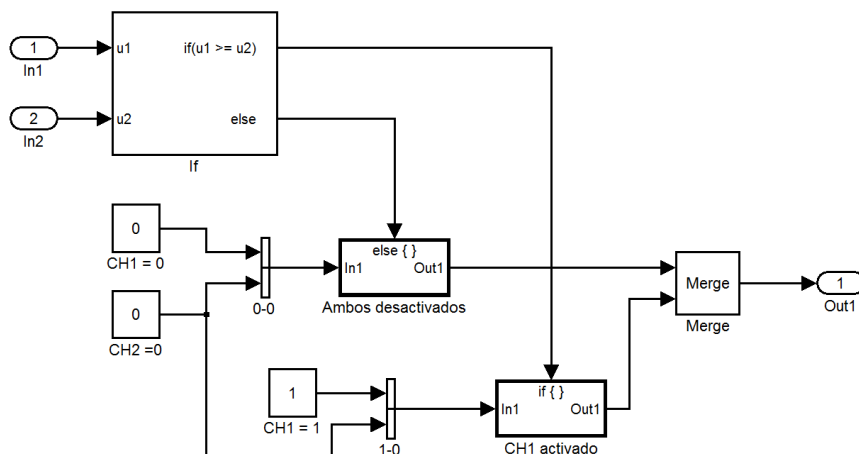 1
In1
2
In2
u1
if(u1 >= u2)
u2
else
If
0
CH1 = 0
0
CH2 =0
0-0
else { }
In1
Out1
Ambos desactivados
Merge
Merge
1
Out1
1
CH1 = 1
1-0
if { }
In1
Out1
CH1 activado